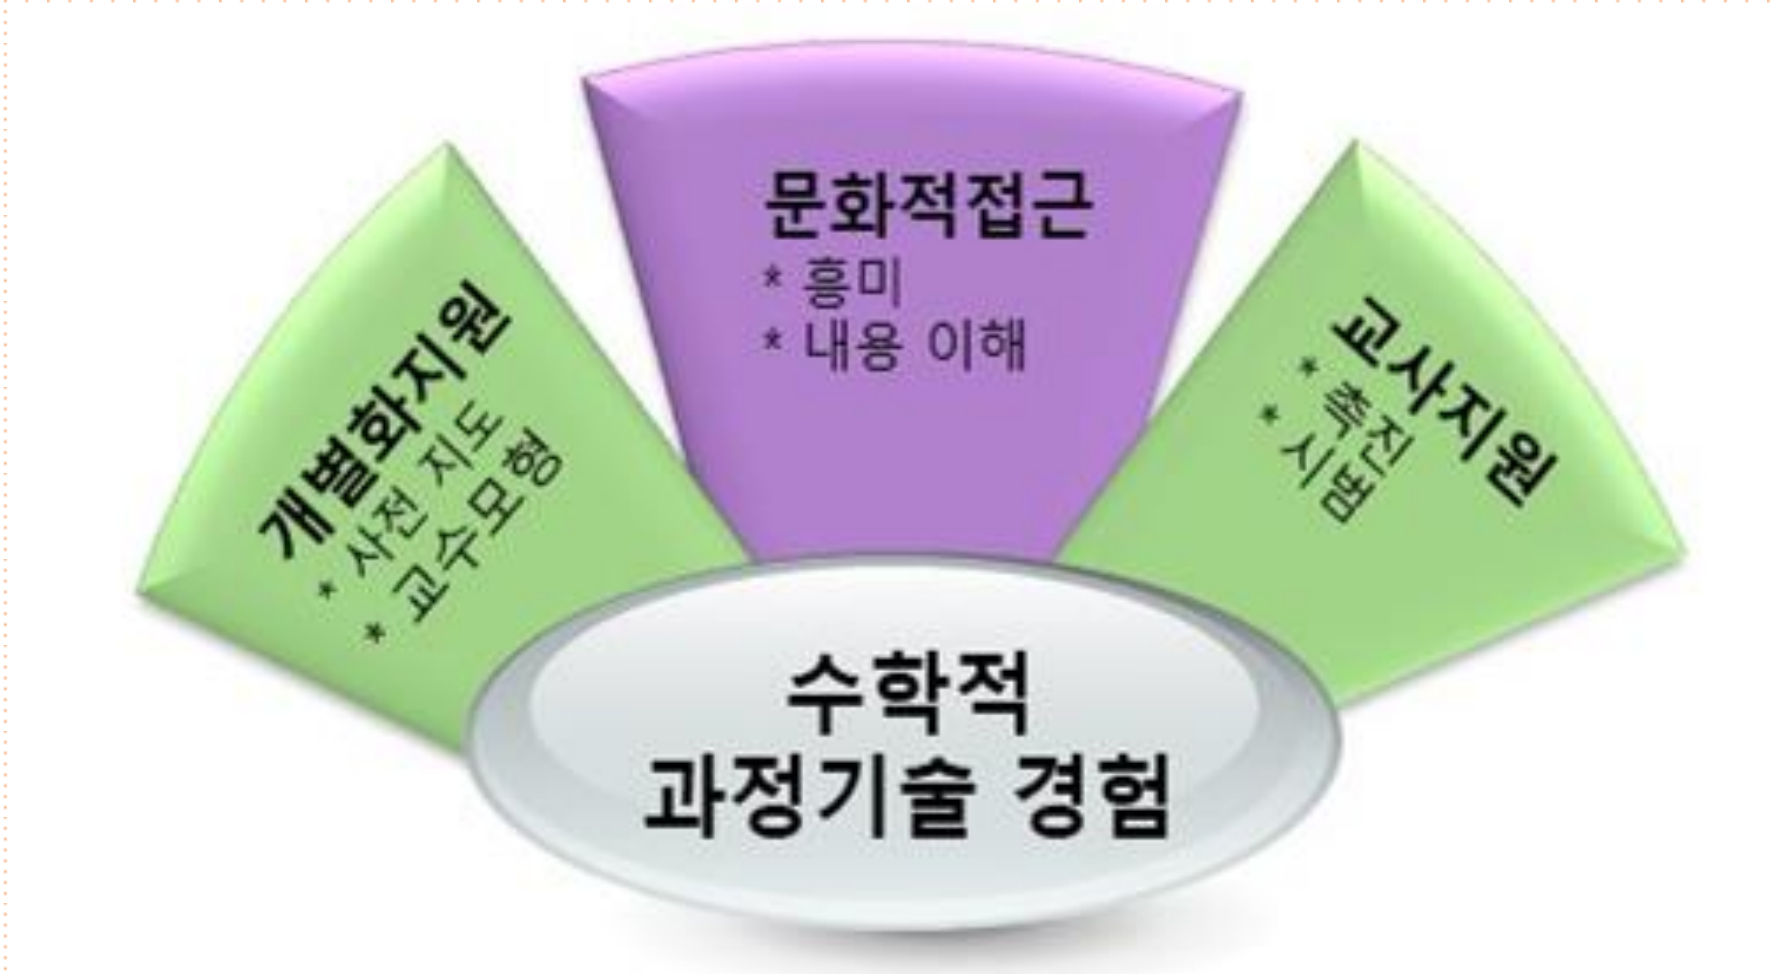 문화적접근
* 흥미
* 내용 이해
개별화지원
* 사전 지도
* 교수모형
교사지원
* 촉진
* 시범
수학적
과정기술 경험